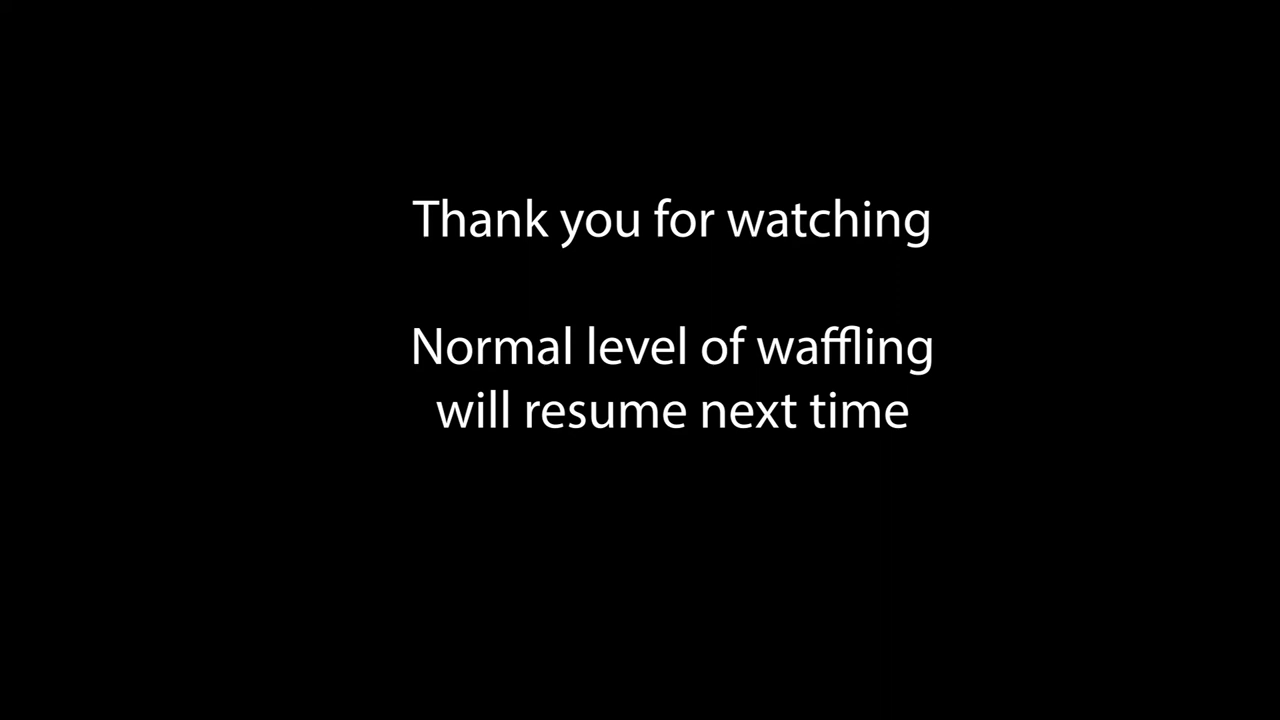 Thank you for watching
Normal level of waffling
will resume next time